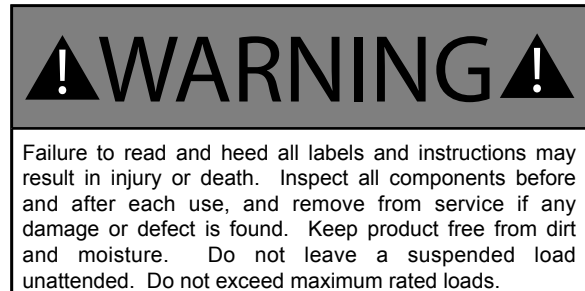 WARNING
Failure to read and heed all labels and instructions may
result in injury or death. Inspect all components before
and after each use, and remove from service if any
damage or defect is found. Keep product free from dirt
and moisture. Do not leave a suspended load
unattended. Do not exceed maximum rated loads.